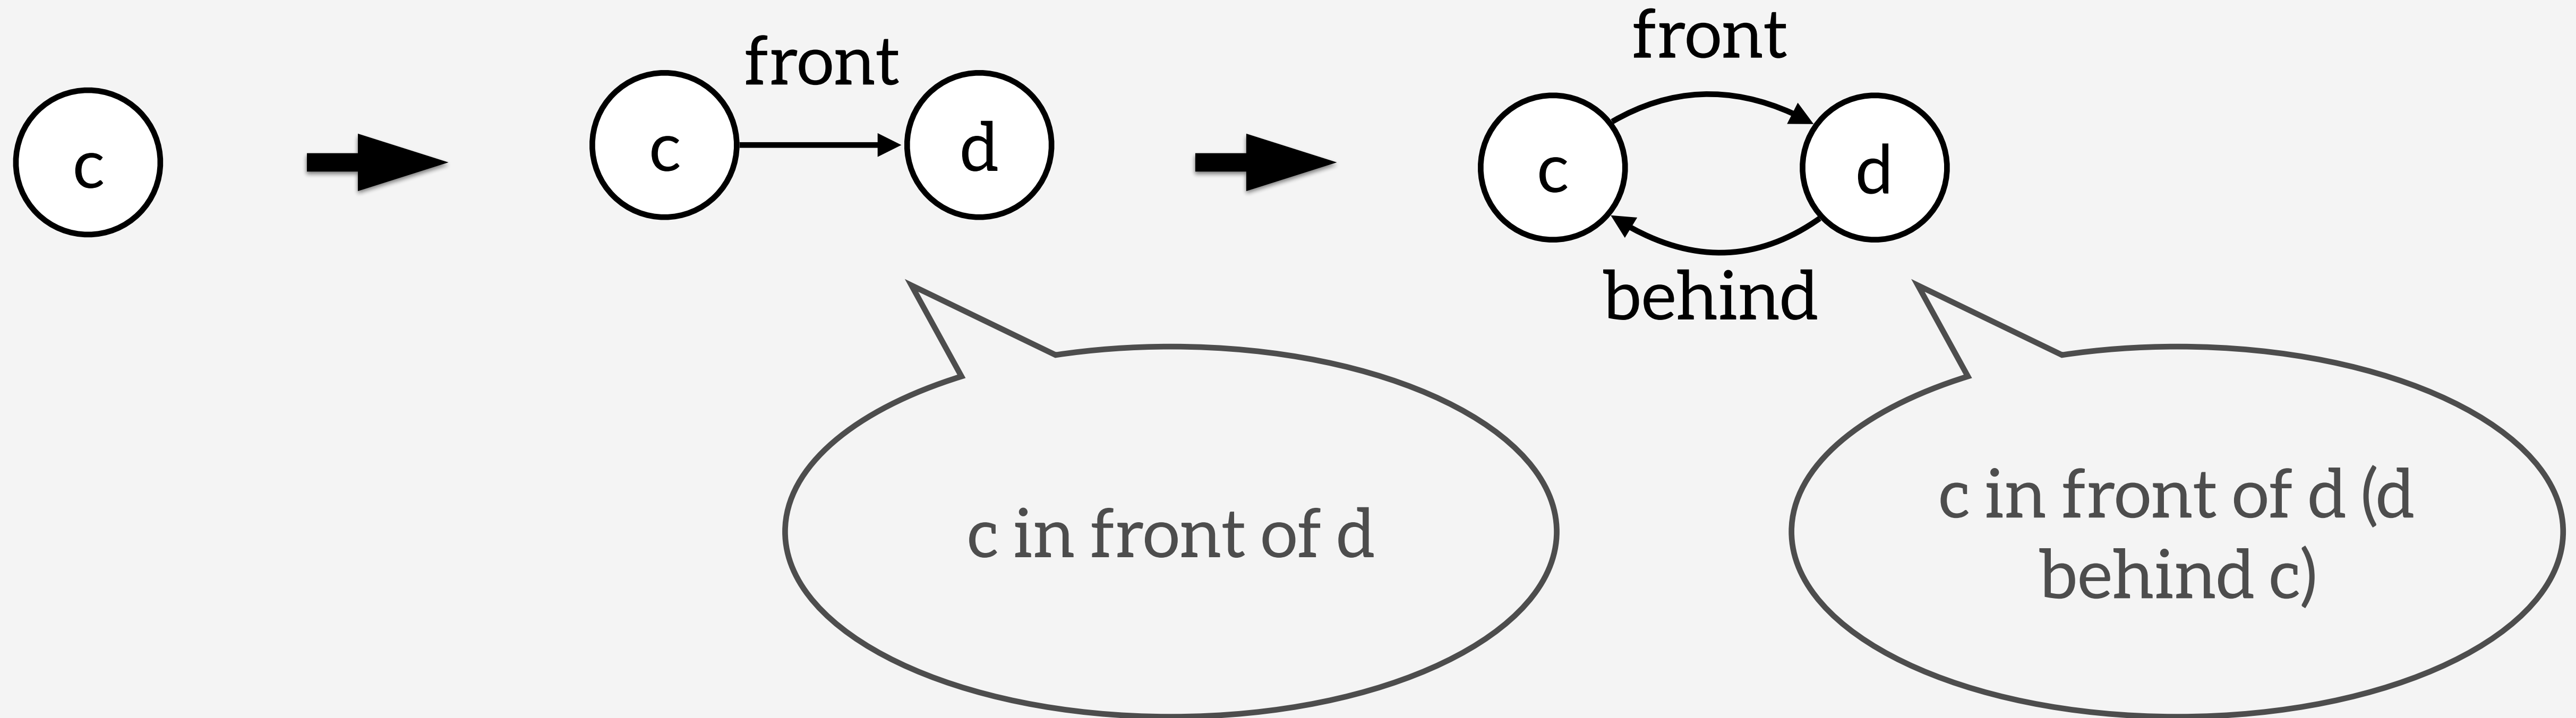 c
front
c
d
front
c
d
behind
c in front of d
c in front of d (d
behind c)